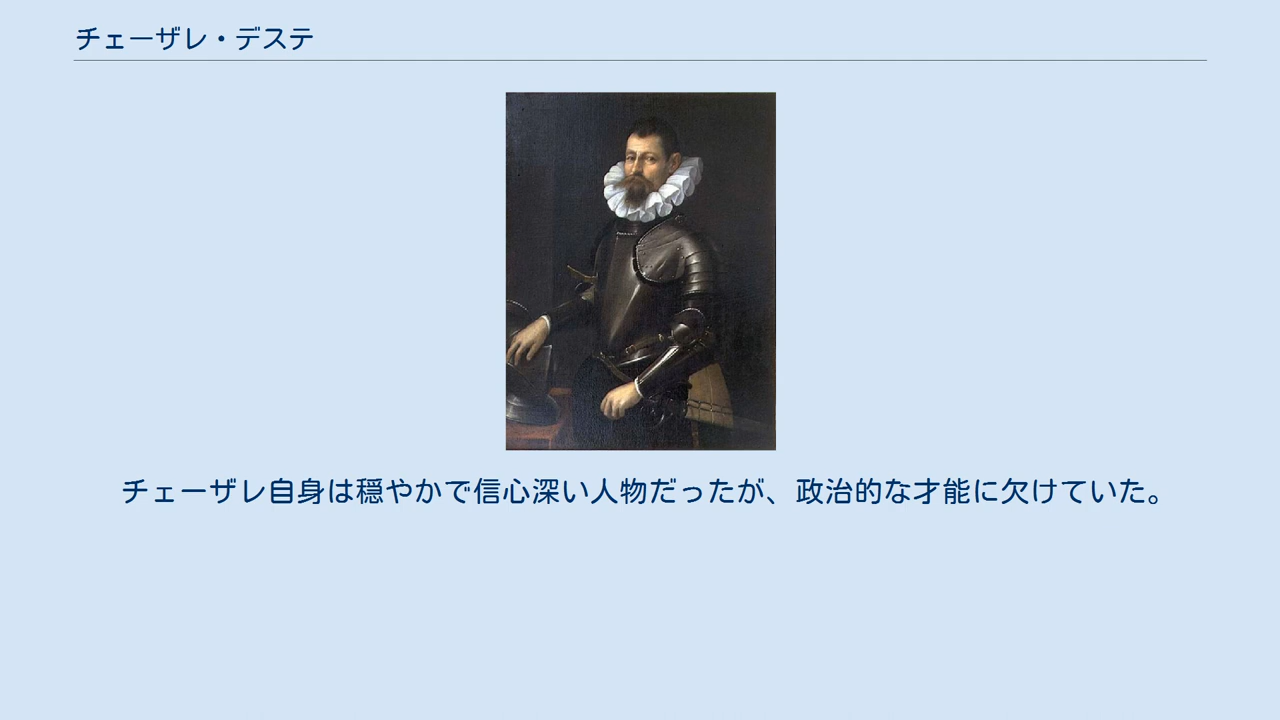 チェーザレ・デステ
チェーザレ自身は穏やかで信心深い人物だったが、政治的な才能に欠けていた。